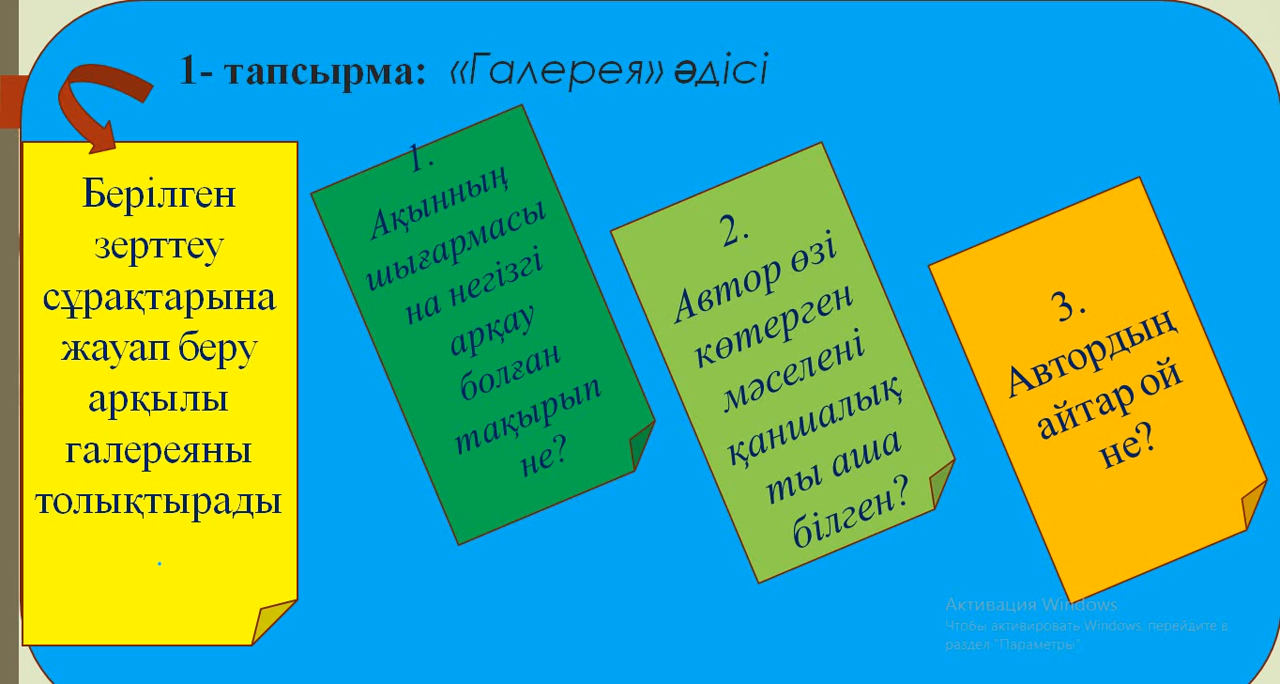 1- тапсырма: «Галерея» әдісі
Берілген
зерттеу
сұрақтарына
жауап беру
арқылы
галереяны
толықтырады
.
1.
Ақынның
шығармасы
на негізгі
арқау
болған
тақырып
не?
2.
Автор өзі
көтерген
мәселені
қаншалық
ты аша
білген?
3.
Автордың
айтар ой
не?
Активация Windows
Чтобы активировать Windows, перейдите в
раздел "Параметры".